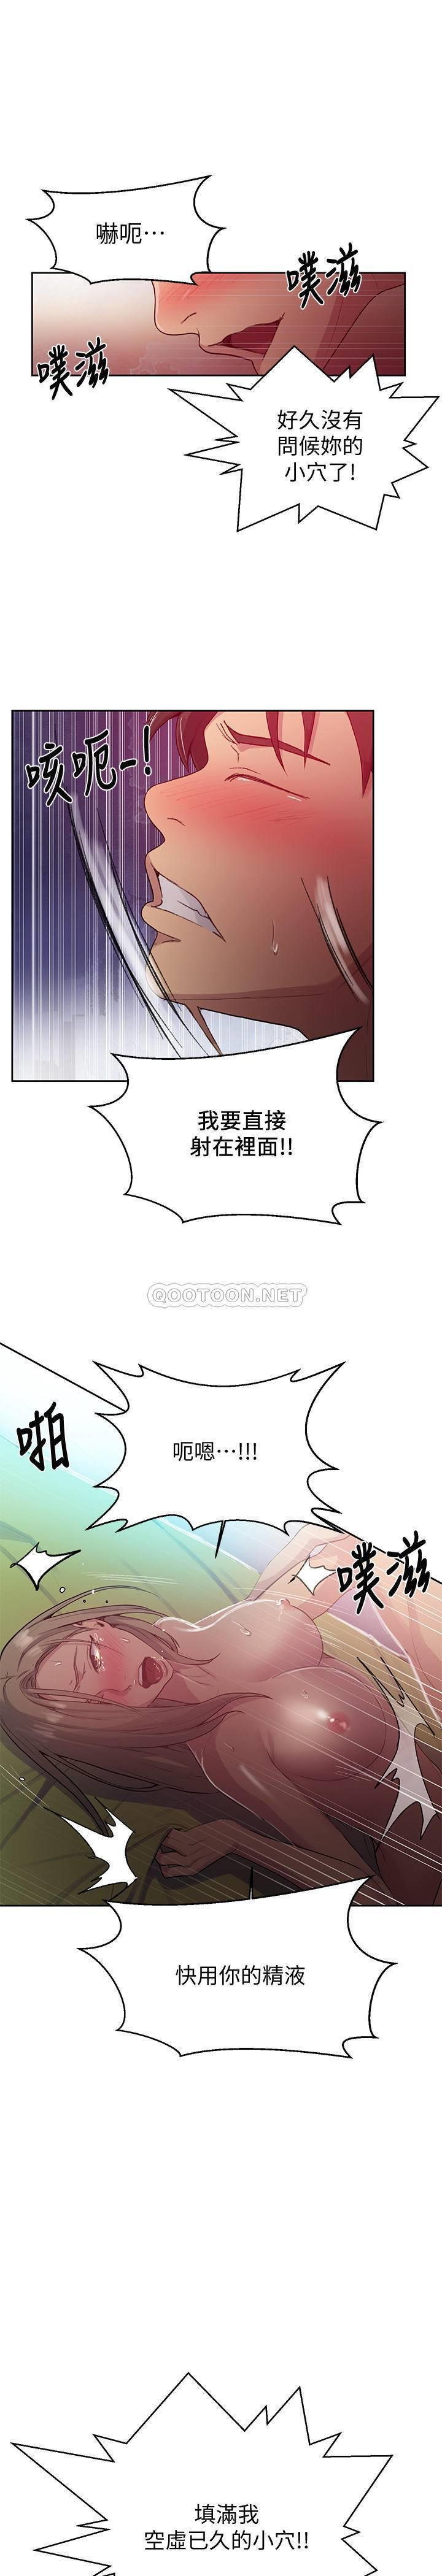 嚇呃…
噗滋
噗滋
好久沒有
問候妳的
小穴了!
咳呃-!
我要直接
射在裡面!!
QOOTOON.NET
啪
呃嗯…!!!
噗滋
快用你的精液
填滿我
空虛已久的小穴!!